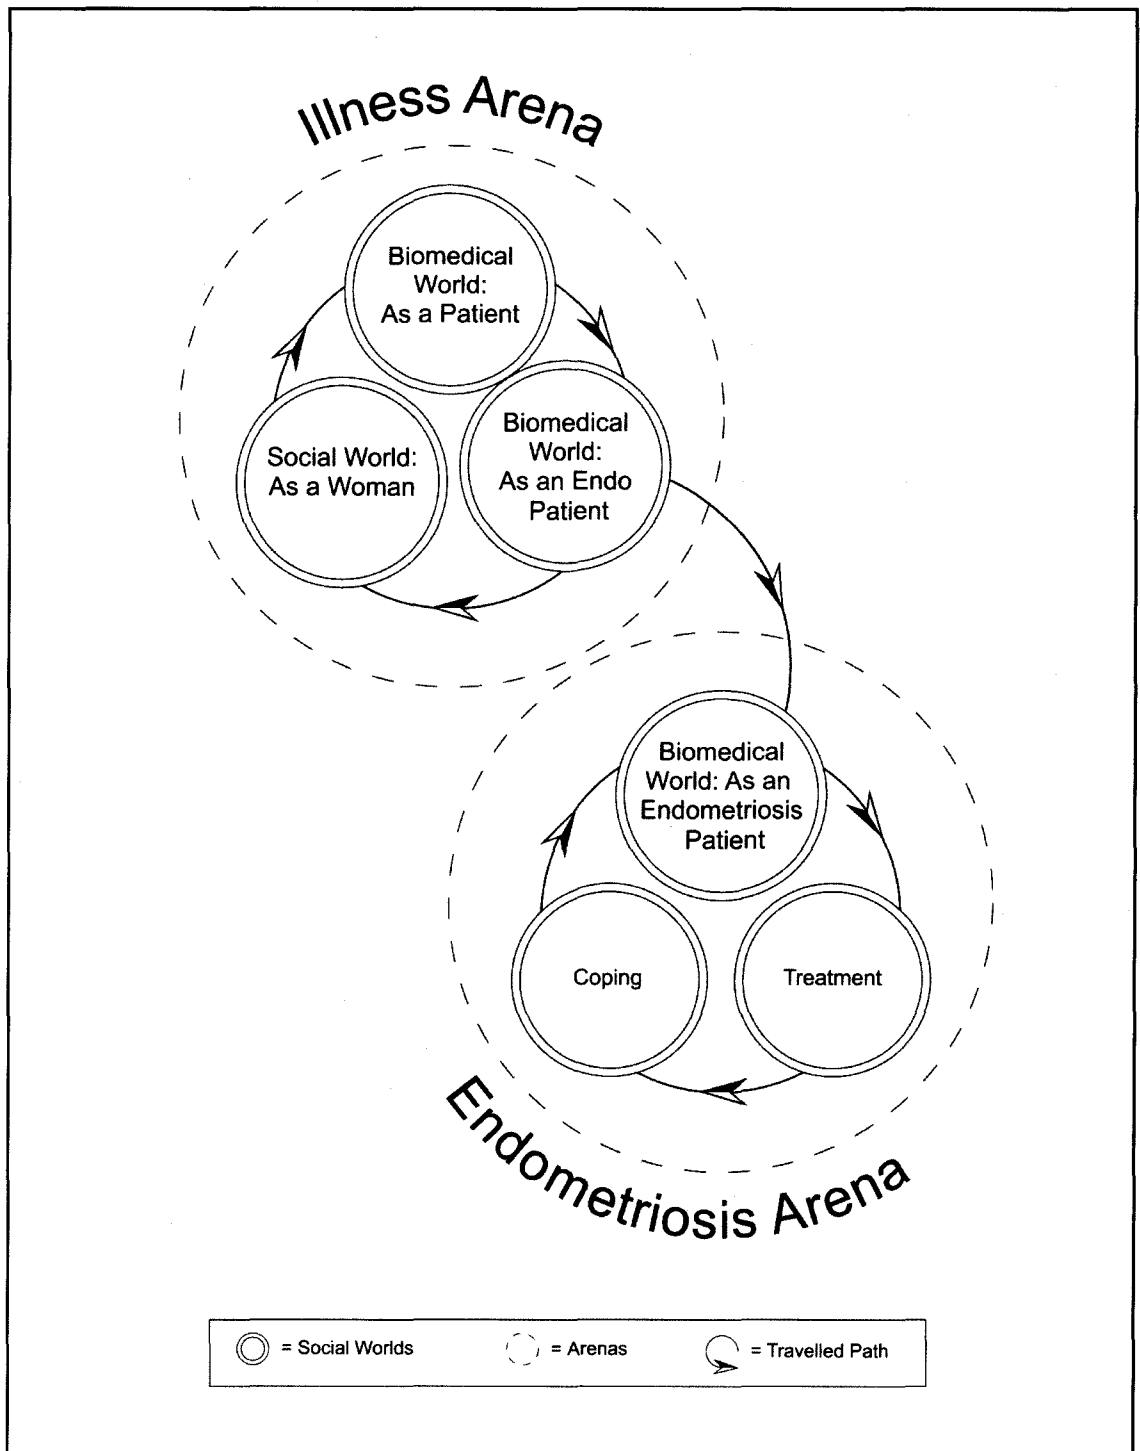 Illness Arena
Biomedical
World:
As a Patient
Social World:
As a Woman
Biomedical
World:
As an Endo
Patient
Biomedical
World: As an
Endometriosis
Patient
Coping
Treatment
Endometriosis Arena
= Social Worlds
= Arenas
= Travelled Path